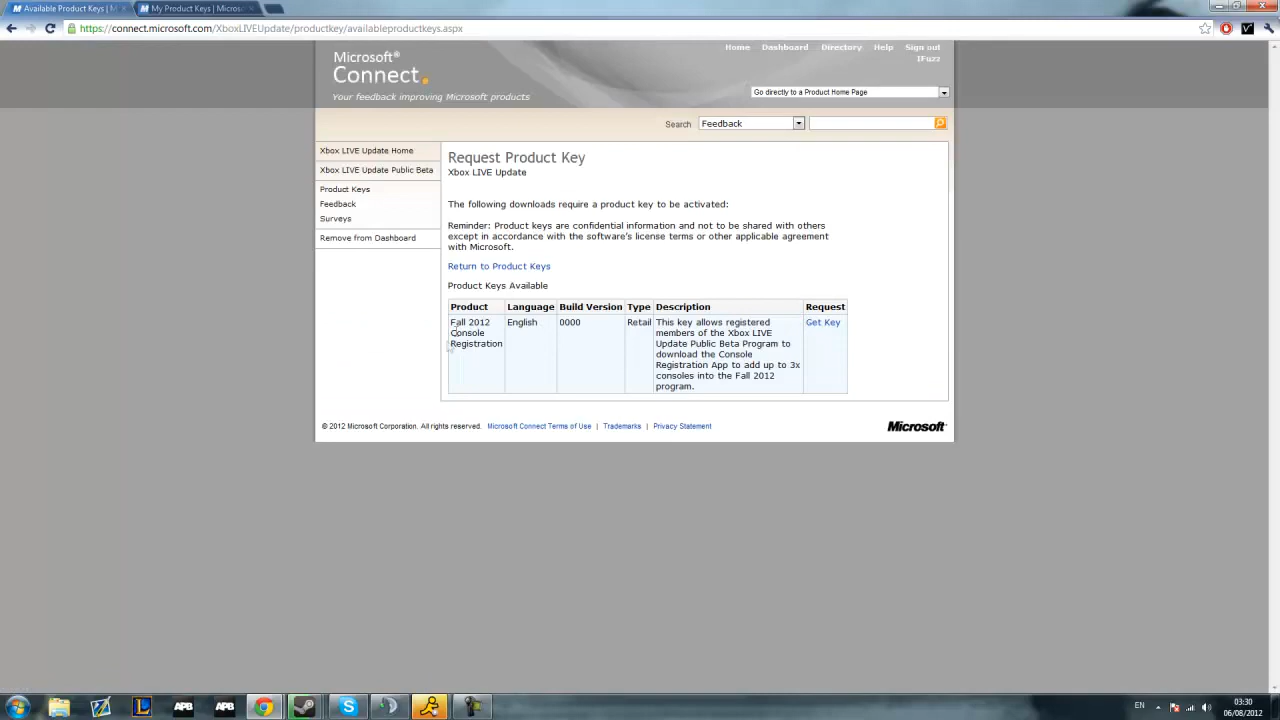 Available Product Keys | M
My Product Keys | Micros
https://connect.microsoft.com/XboxLIVEUpdate/productkey/availableproductkeys.aspx
Microsoft®
Connect.
Your feedback improving Microsoft products
Home Dashboard Directory Help Sign out
IFuzz
Go directly to a Product Home Page
Search Feedback
Xbox LIVE Update Home
Xbox LIVE Update Public Beta
Product Keys
Feedback
Surveys
Remove from Dashboard
Request Product Key
Xbox LIVE Update
The following downloads require a product key to be activated:
Reminder: Product keys are confidential information and not to be shared with others
except in accordance with the software's license terms or other applicable agreement
with Microsoft.
Return to Product Keys
Product Keys Available
Product Language Build Version Type Description Request
Fall 2012 English 0000 Retail This key allows registered Get Key
Console members of the Xbox LIVE
Registration Update Public Beta Program to
download the Console
Registration App to add up to 3x
consoles into the Fall 2012
program.
© 2012 Microsoft Corporation. All rights reserved. Microsoft Connect Terms of Use | Trademarks | Privacy Statement
Microsoft
APB
APB
EN
03:30
06/08/2012